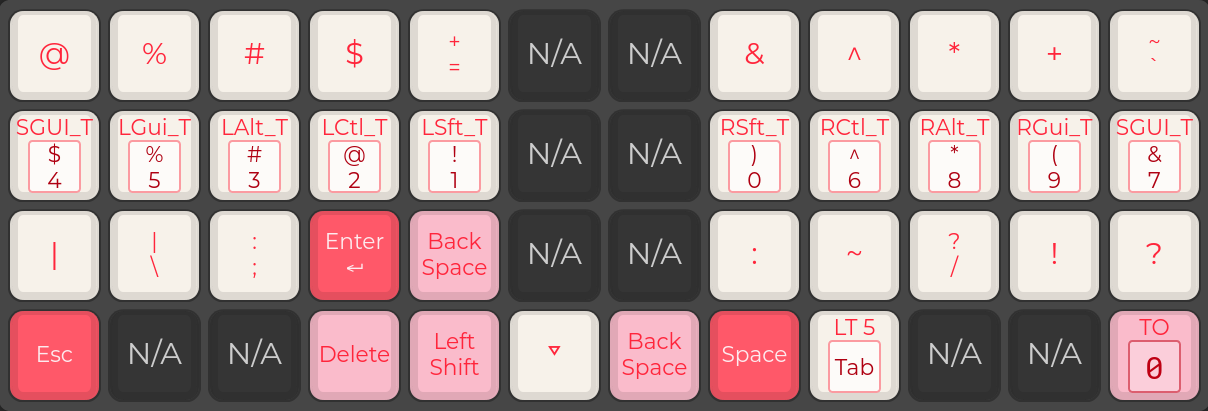 @ % # $ + N/A N/A & ^ * + ~
= `
SGUI_T LGui_T LAlt_T LCtl_T LSft_T N/A N/A RSft_T RCtl_T RAlt_T RGui_T SGUI_T
$ % # @ ! ) ^ * ( &
4 5 3 2 1 0 6 8 9 7
| | : Enter Back N/A N/A : ~ ? ! ?
\ ; ↵ Space /
Esc N/A N/A Delete Left ▿ Back Space LT 5 N/A N/A TO
Shift Space Tab 0